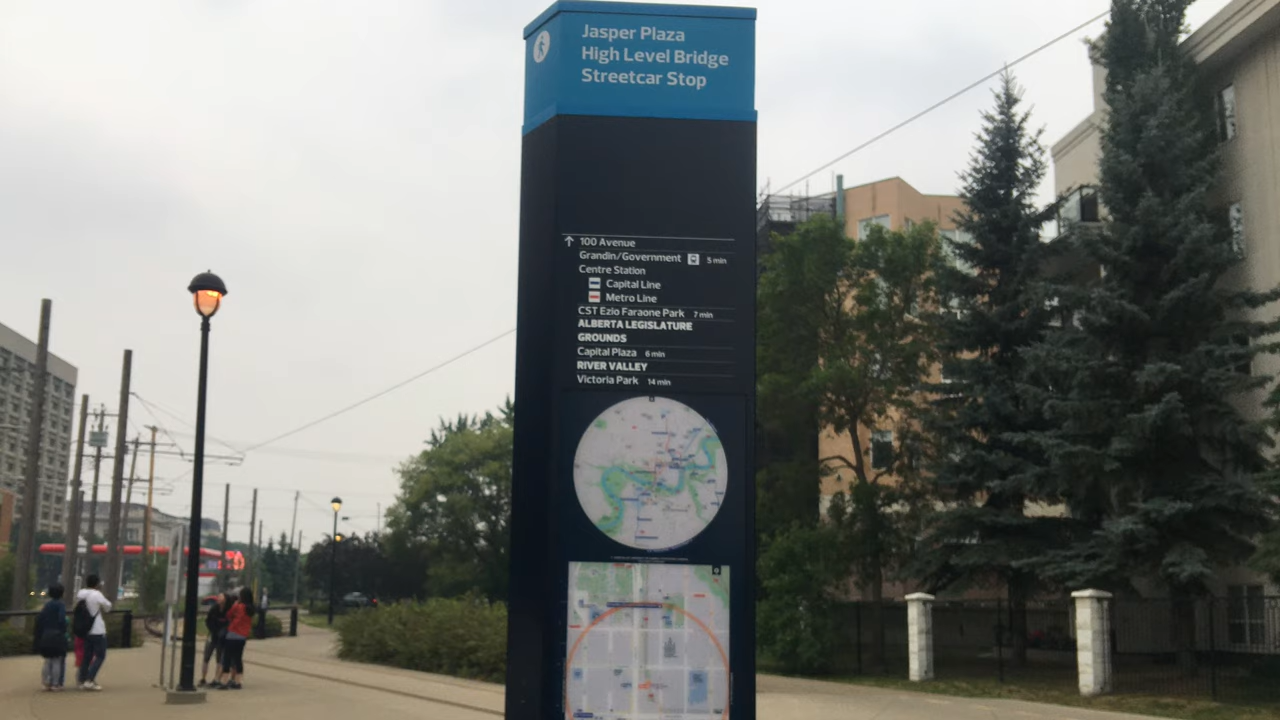 Jasper Plaza
High Level Bridge
Streetcar Stop
100 Avenue
Grandin/Government 5 min
Centre Station
Capital Line
Metro Line
CST Ezio Faraone Park 7 min
ALBERTA LEGISLATURE
GROUNDS
Capital Plaza 6 min
RIVER VALLEY
Victoria Park 14 min